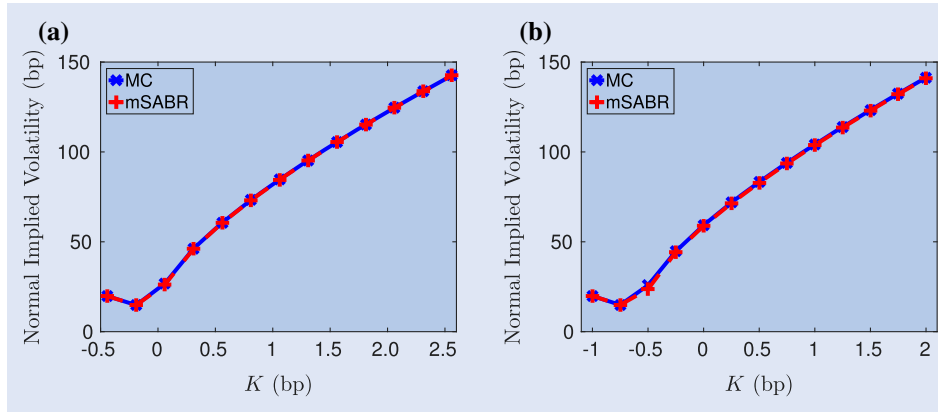 (a)
Normal Implied Volatility (bp)
150
100
50
0
MC
mSABR
-0.5 0 0.5 1 1.5 2.0 2.5
K (bp)
(b)
Normal Implied Volatility (bp)
150
100
50
0
MC
mSABR
-1 -0.5 0 0.5 1 1.5 2
K (bp)